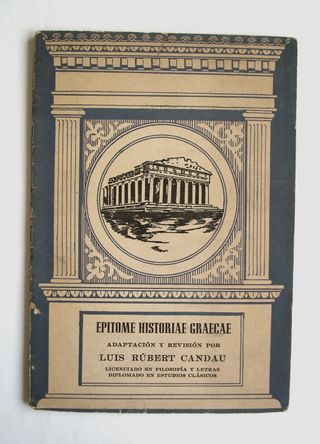 EPITOME HISTORIAE GRAECAE
ADAPTACIÓN Y REVISIÓN POR
LUIS RÚBERT CANDAU
LICENCIADO EN FILOSOFÍA Y LETRAS
DIPLOMADO EN ESTUDIOS CLÁSICOS